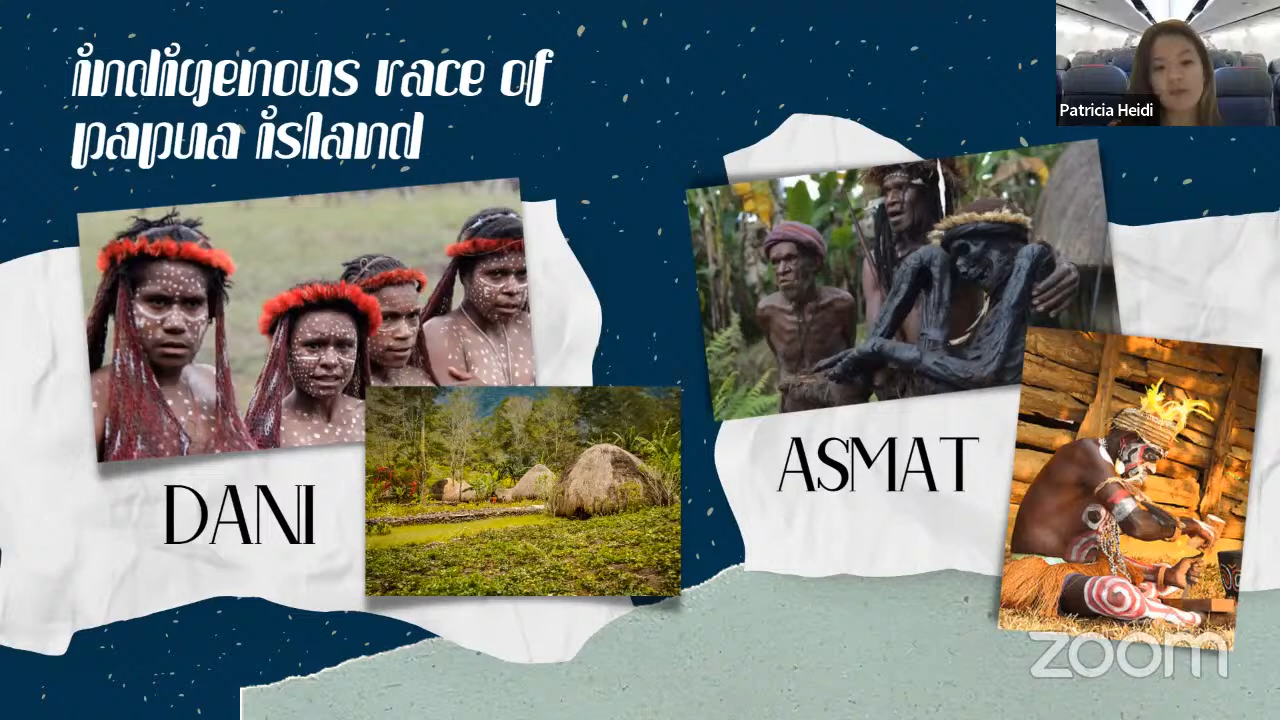 indigenous race of
papua island
Patricia Heidi
DANI
ASMAT
zoom